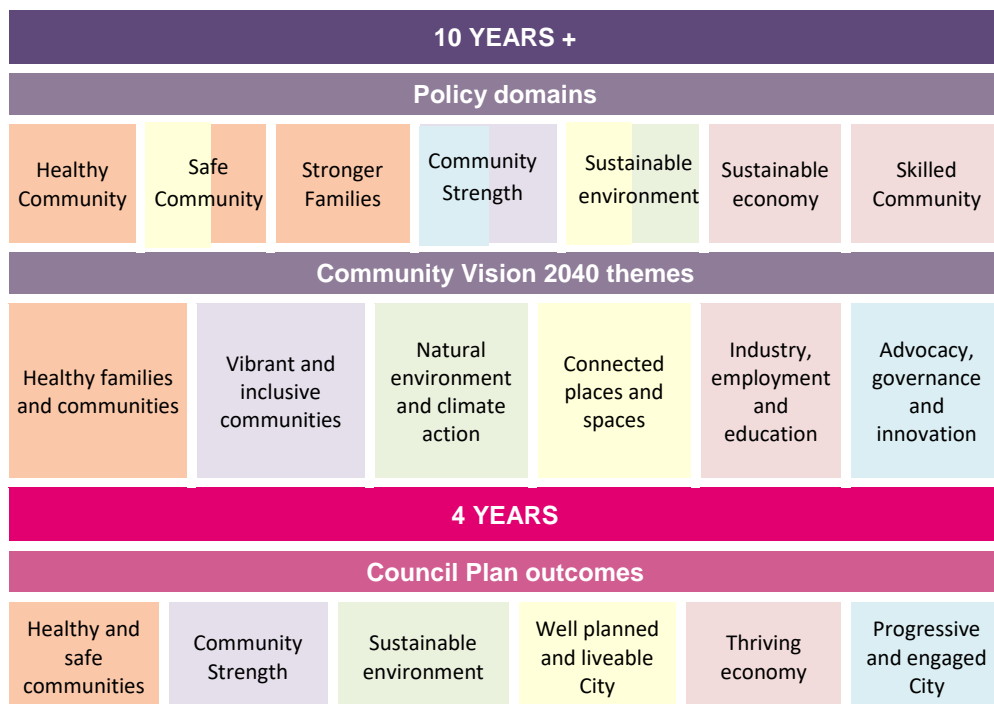 10 YEARS +
Policy domains
Healthy
Community
Safe
Community
Stronger
Families
Community
Strength
Sustainable
environment
Sustainable
economy
Skilled
Community
Community Vision 2040 themes
Healthy families
and communities
Vibrant and
inclusive
communities
Natural
environment
and climate
action
Connected
places and
spaces
Industry,
employment
and
education
Advocacy,
governance
and
innovation
4 YEARS
Council Plan outcomes
Healthy and
safe
communities
Community
Strength
Sustainable
environment
Well planned
and liveable
City
Thriving
economy
Progressive
and engaged
City